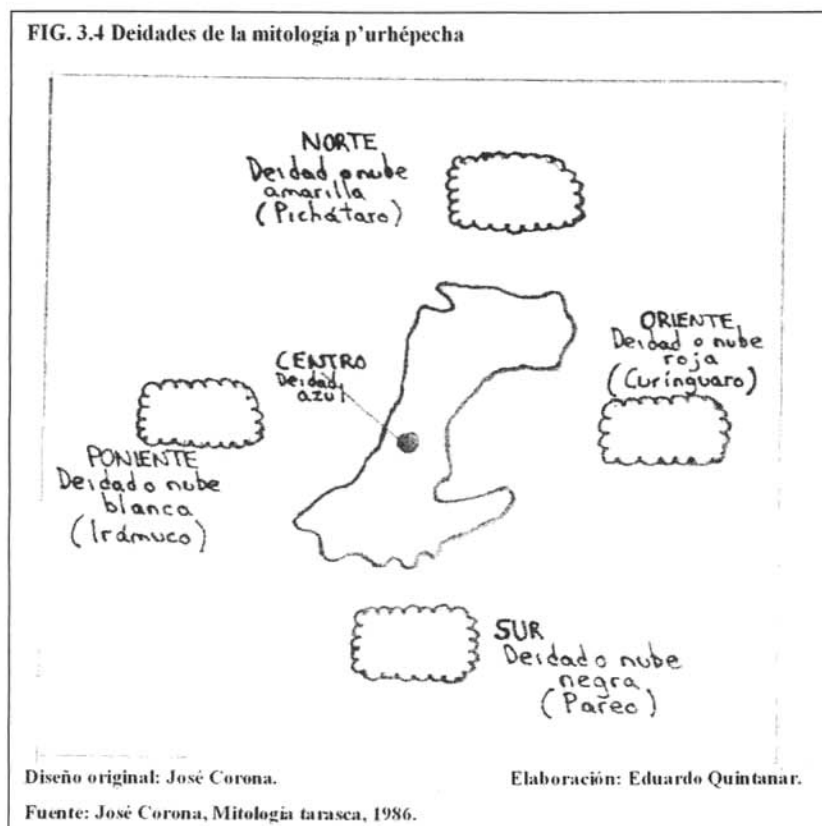 FIG. 3.4 Deidades de la mitología p'urhépecha
NORTE
Deidad o nube
amarilla
(Pichátaro)
ORIENTE
Deidad o nube
roja
(Curínguaro)
CENTRO
Deidad
azul
PONIENTE
Deidad o nube
blanca
(Irámuco)
SUR
Deidad o nube
negra
(Pareo)
Diseño original: José Corona.
Elaboración: Eduardo Quintanar.
Fuente: José Corona, Mitología tarasca, 1986.